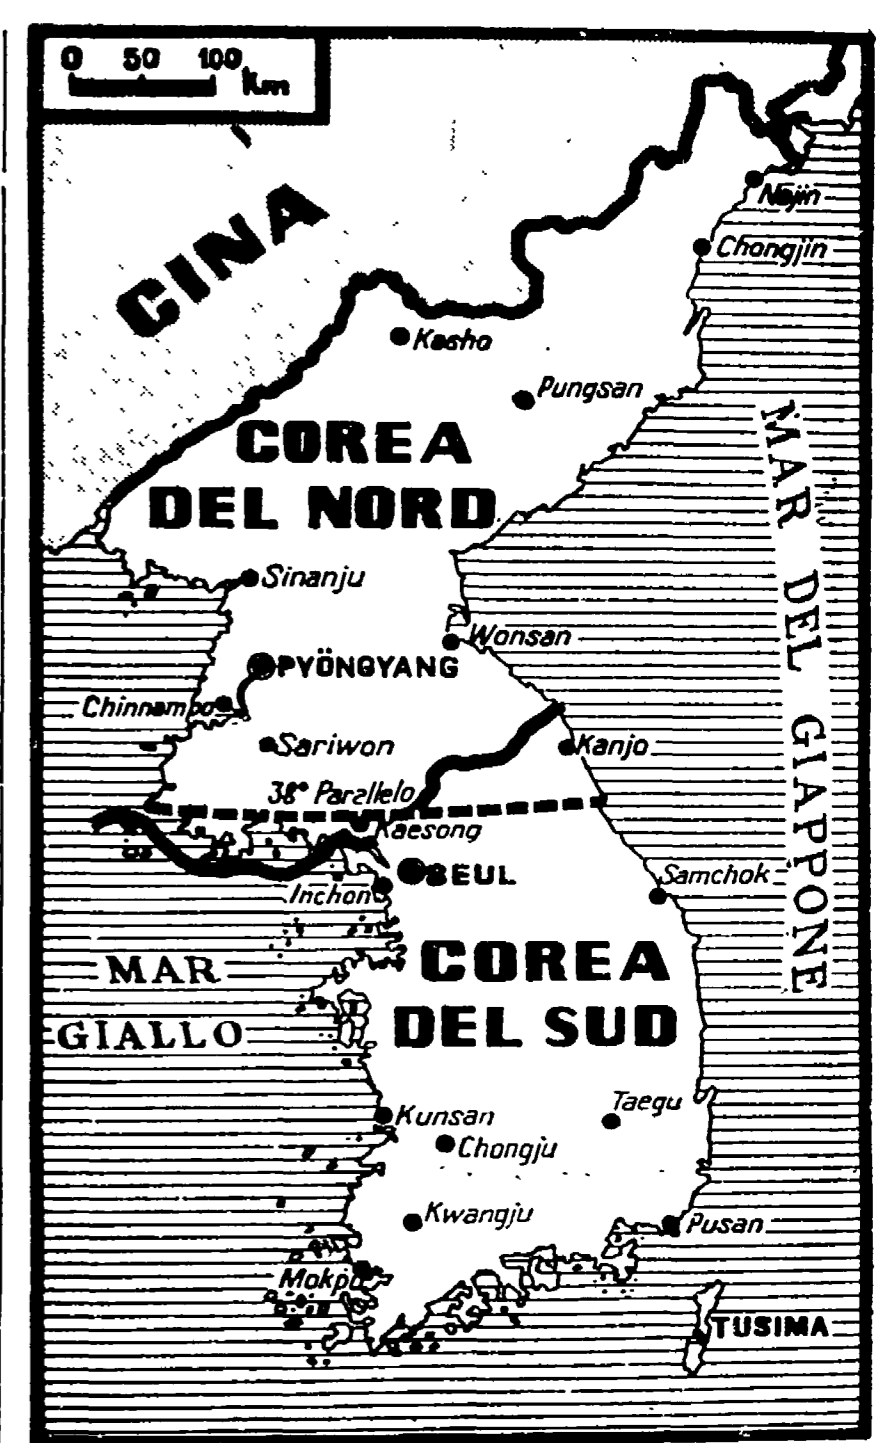 0 50 100
km
CINA
Najin
Chongjin
Kasho
Pungsan
COREA
DEL NORD
MAR DEL GIAPPONE
Sinanju
Wonsan
PYÖNGYANG
Chinnampo
Sariwon
Kanjo
38° Parallelo
Kaesong
SEUL
Inchon
Samchok
MAR
GIALLO
COREA
DEL SUD
Kunsan
Taegu
Chongju
Kwangju
Pusan
Mokpo
TUSIMA